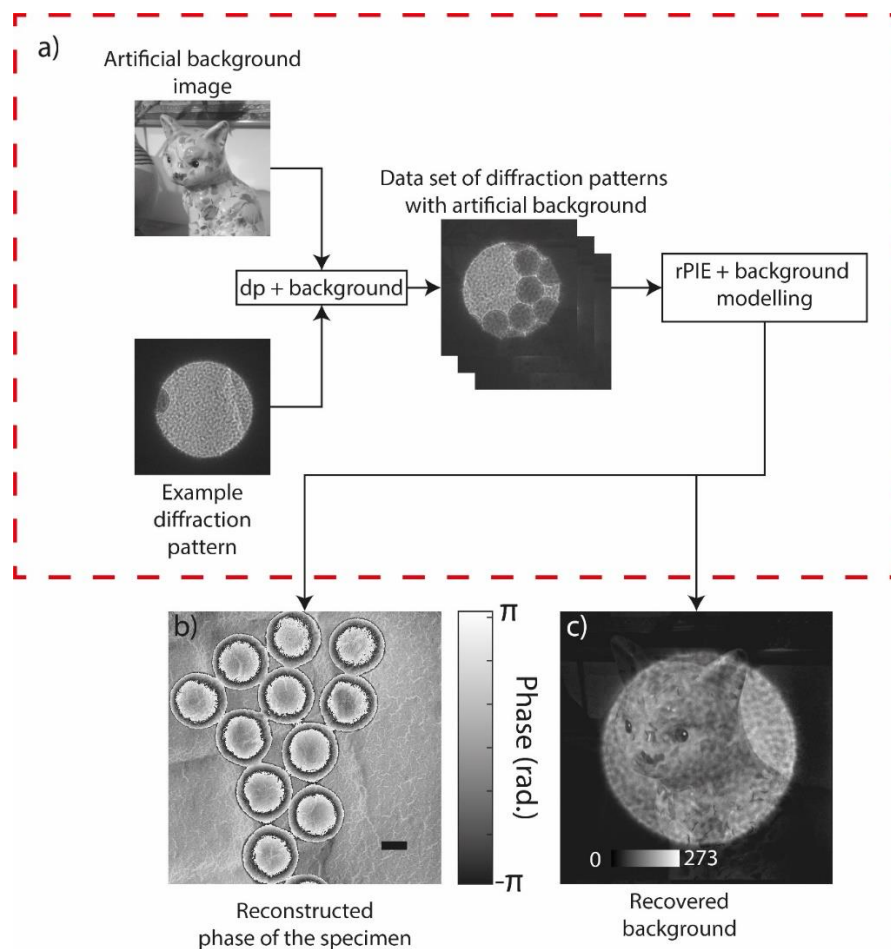 a)
Artificial background
image
Data set of diffraction patterns
with artificial background
dp + background
rPIE + background
modelling
Example
diffraction
pattern
b)
π
Phase (rad.)
-π
c)
0
273
Reconstructed
phase of the specimen
Recovered
background